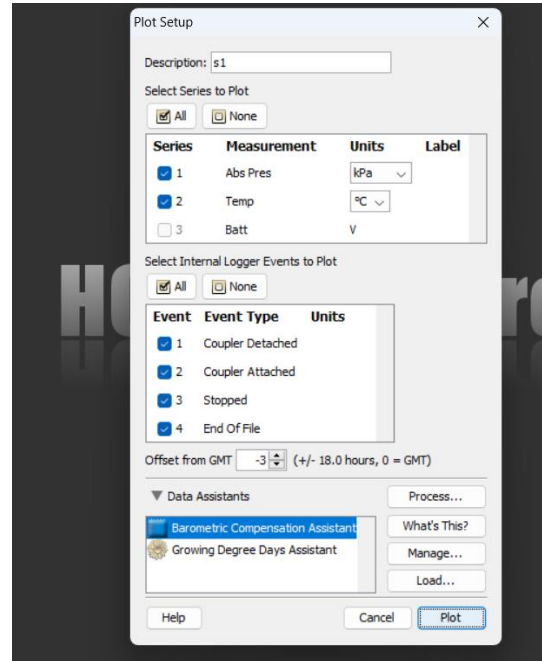 Plot Setup
Description: s1
Select Series to Plot
All None
Series Measurement Units Label
1 Abs Pres kPa
2 Temp °C
3 Batt V
Select Internal Logger Events to Plot
All None
Event Event Type Units
1 Coupler Detached
2 Coupler Attached
3 Stopped
4 End Of File
Offset from GMT -3 (+/- 18.0 hours, 0 = GMT)
Data Assistants
Process...
Barometric Compensation Assistant
What's This?
Growing Degree Days Assistant
Manage...
Load...
Help Cancel Plot